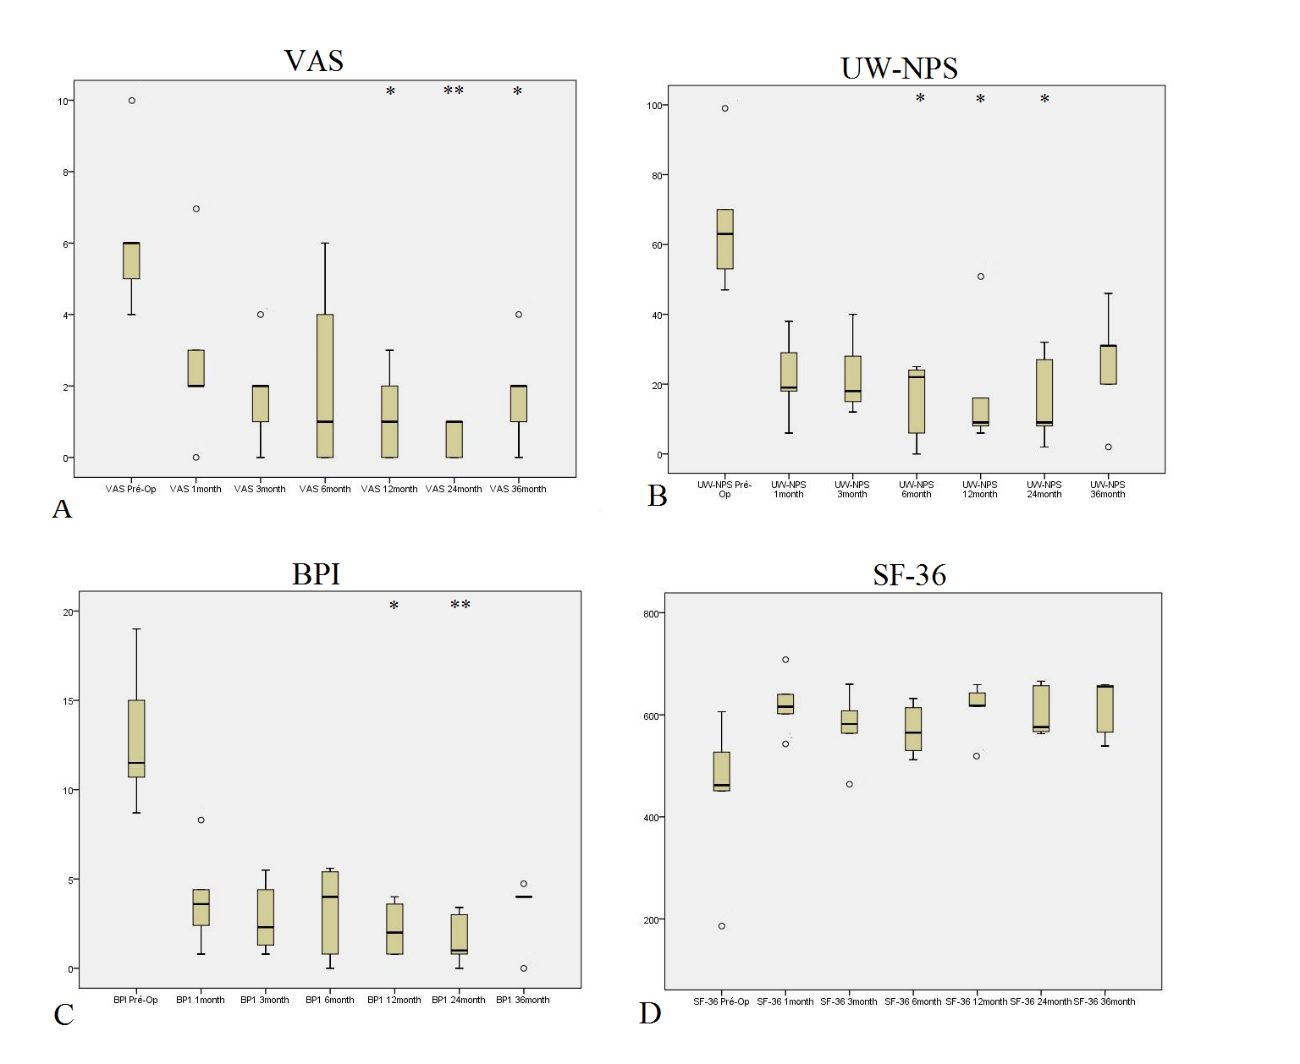 VAS
* ** *
10
8
6
4
2
0
VAS Pré-Op VAS 1month VAS 3month VAS 6month VAS 12month VAS 24month VAS 36month
A
UW-NPS
* * *
100
80
60
40
20
0
UW-NPS Pré- UW-NPS UW-NPS UW-NPS UW-NPS UW-NPS UW-NPS
Op 1month 3month 6month 12month 24month 36month
B
BPI
* **
20
15
10
5
0
BPI Pré-Op BP1 1month BP1 3month BP1 6month BP1 12month BP1 24month BP1 36month
C
SF-36
800
600
400
200
SF-36 Pré-Op SF-36 1month SF-36 3month SF-36 6month SF-36 12month SF-36 24month SF-36 36month
D